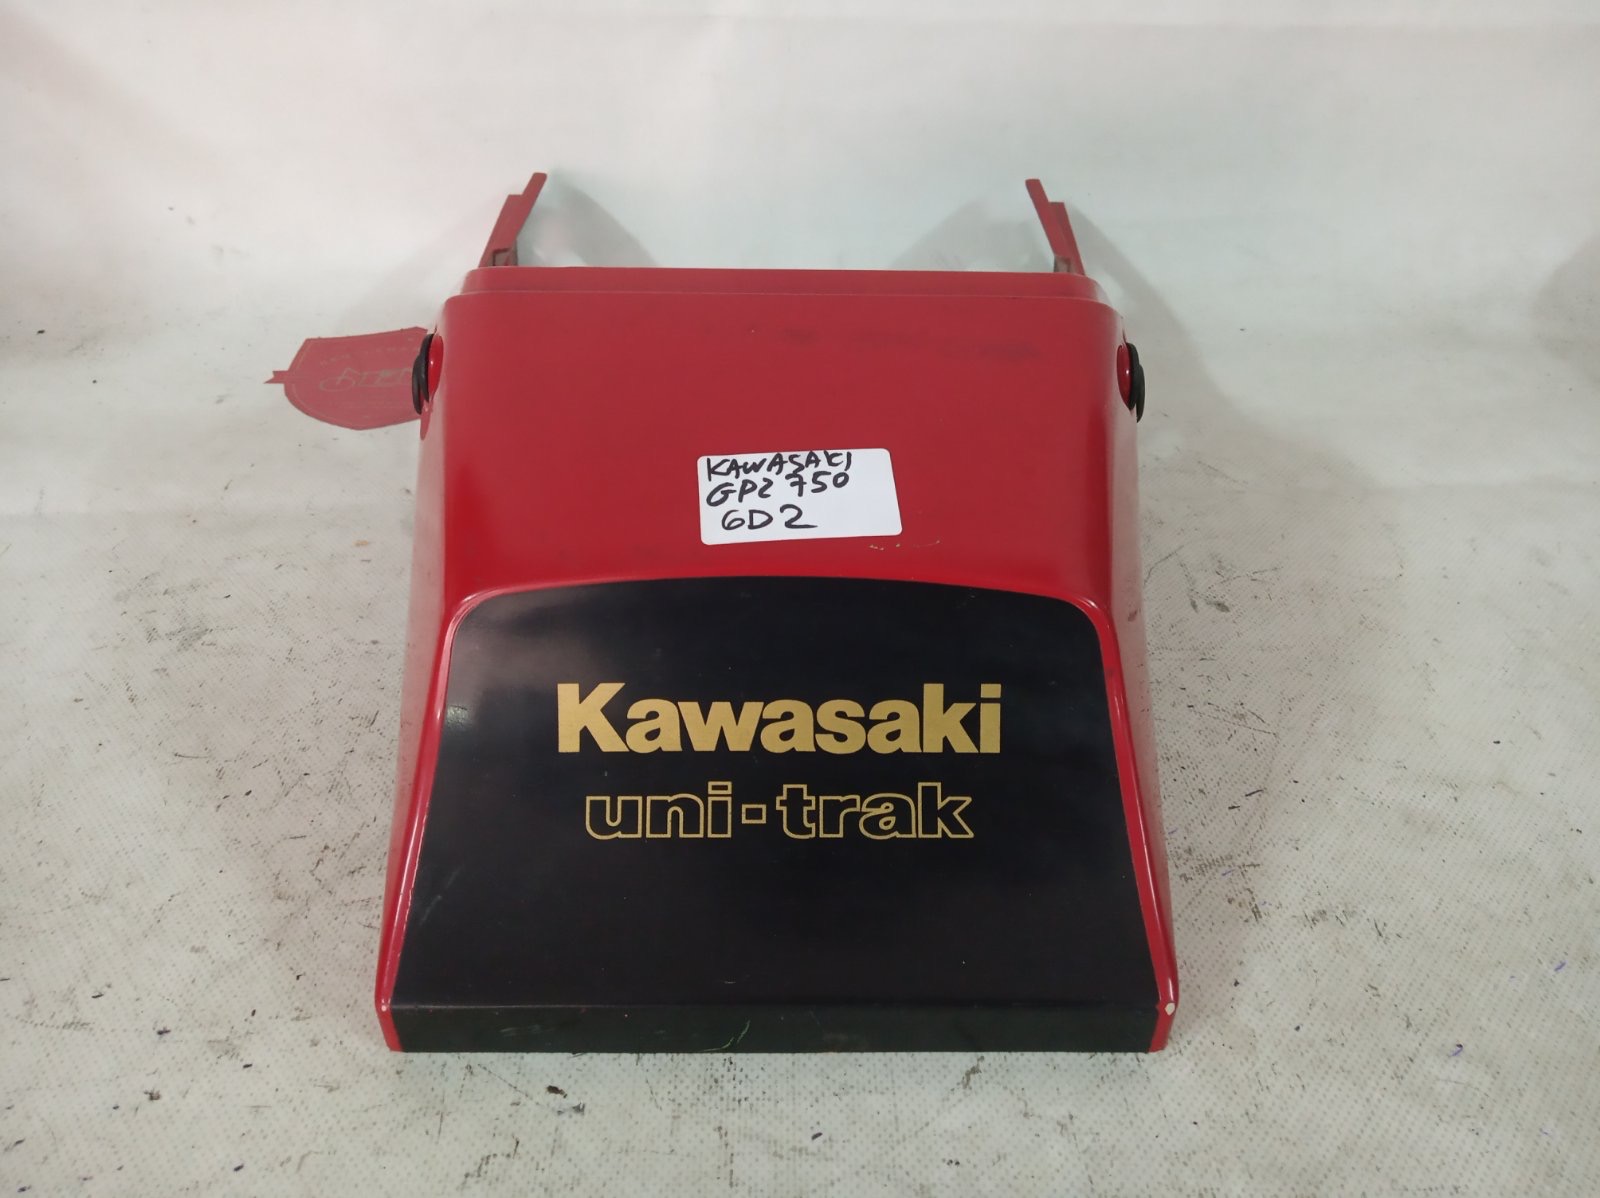 KAWASAKI
GPZ 750
6D2
Kawasaki
uni-trak